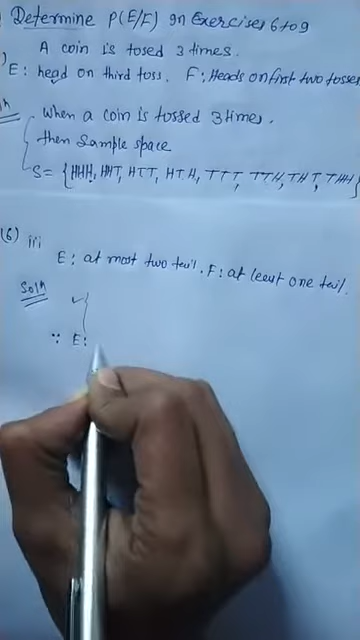 Determine P(E/F) In Exercises 6 to 9
A coin is tosed 3 times.
E: head on third toss. F: Heads on first two tosses
when a coin is tossed 3 times.
then Sample space
S = {HHH, HHT, HTT, HTH, TTT, TTH, THT, THH}
(6) iii
E: at most two tail. F: at least one tail.
Soln
∵ E: